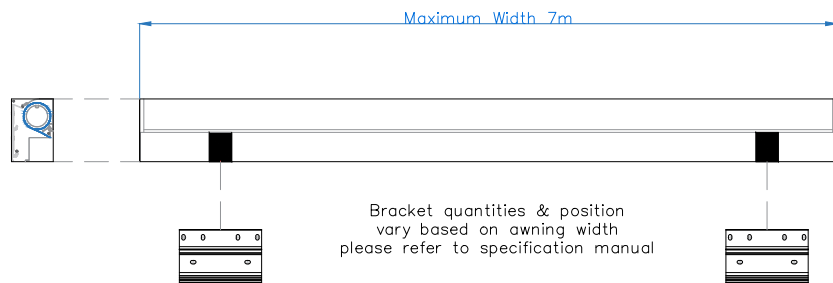 Maximum Width 7m
Bracket quantities & position
vary based on awning width
please refer to specification manual